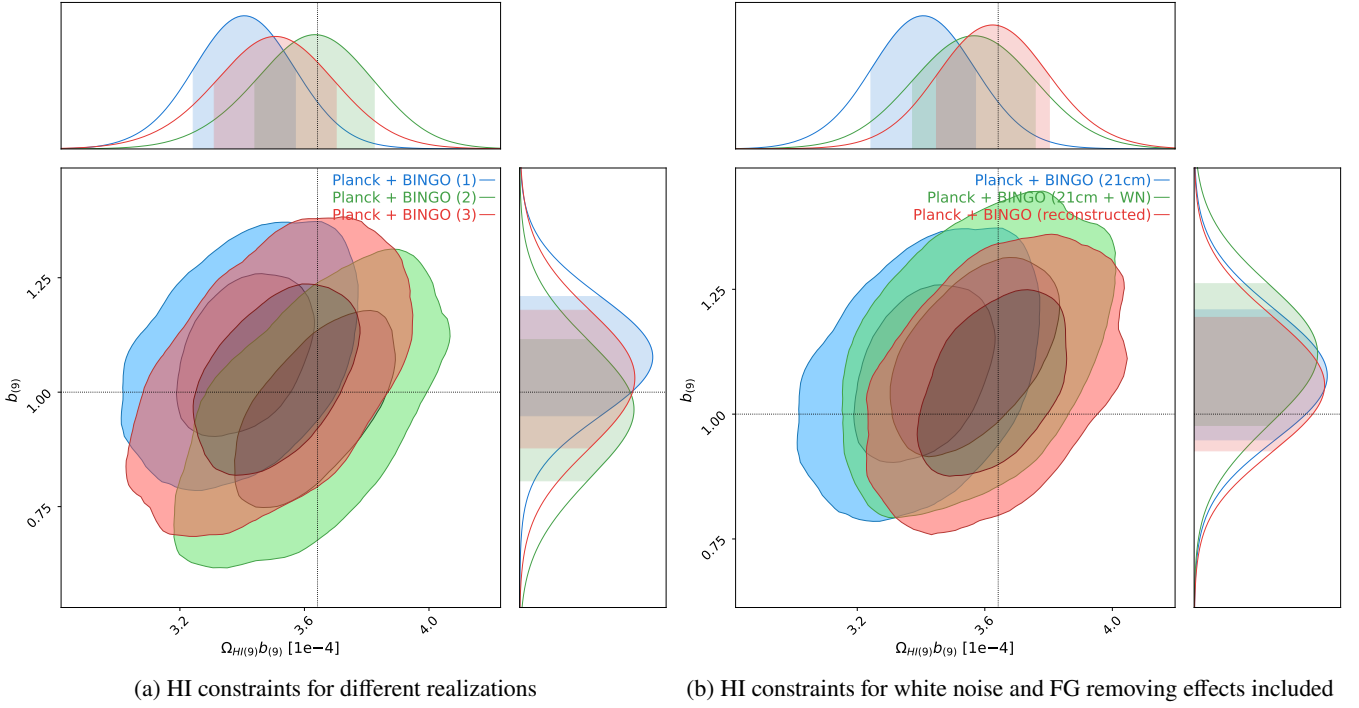 Planck + BINGO (1)
Planck + BINGO (2)
Planck + BINGO (3)
1.25
1.00
0.75
b(9)
3.2
3.6
4.0
ΩHI(9)b(9) [1e−4]
(a) HI constraints for different realizations
Planck + BINGO (21cm)
Planck + BINGO (21cm + WN)
Planck + BINGO (reconstructed)
1.25
1.00
0.75
b(9)
3.2
3.6
4.0
ΩHI(9)b(9) [1e−4]
(b) HI constraints for white noise and FG removing effects included